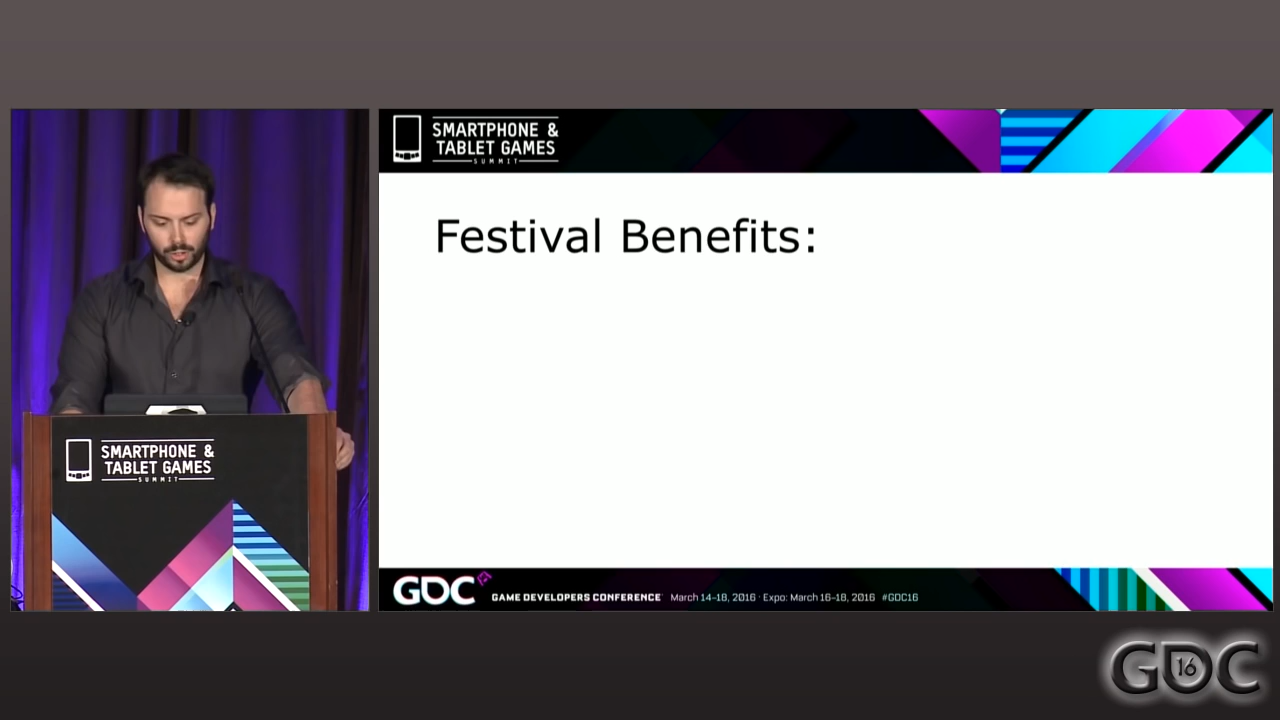 SMARTPHONE &
TABLET GAMES
SUMMIT
SMARTPHONE &
TABLET GAMES
SUMMIT
Festival Benefits:
GDC GAME DEVELOPERS CONFERENCE March 14-18, 2016 · Expo: March 16-18, 2016 #GDC16
GDC 16